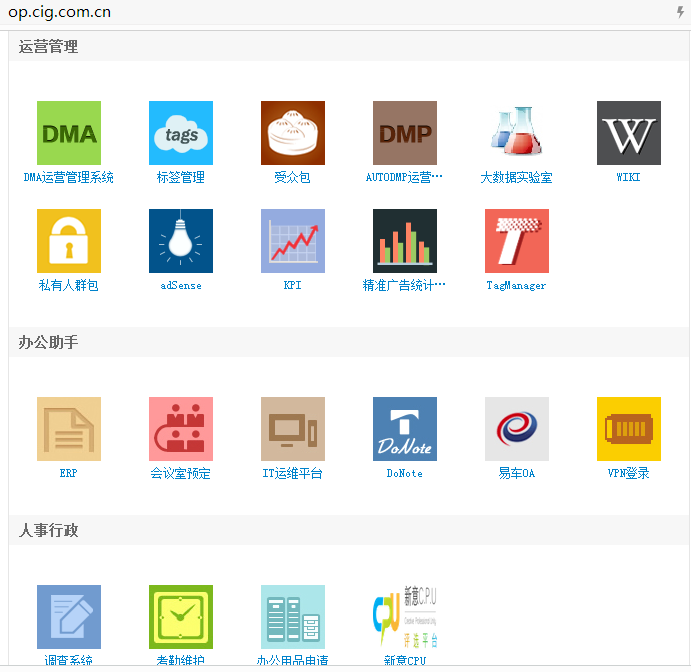 op.cig.com.cn
运营管理
DMA tags DMP W
DMA运营管理系统 标签管理 受众包 AUTODMP运营… 大数据实验室 WIKI
T
私有人群包 adSense KPI 精准广告统计… TagManager
办公助手
T DoNote
ERP 会议室预定 IT运维平台 DoNote 易车OA VPN登录
人事行政
新意C.P.U
CPU
评选平台
调查系统 考勤维护 办公用品申请 新意CPU